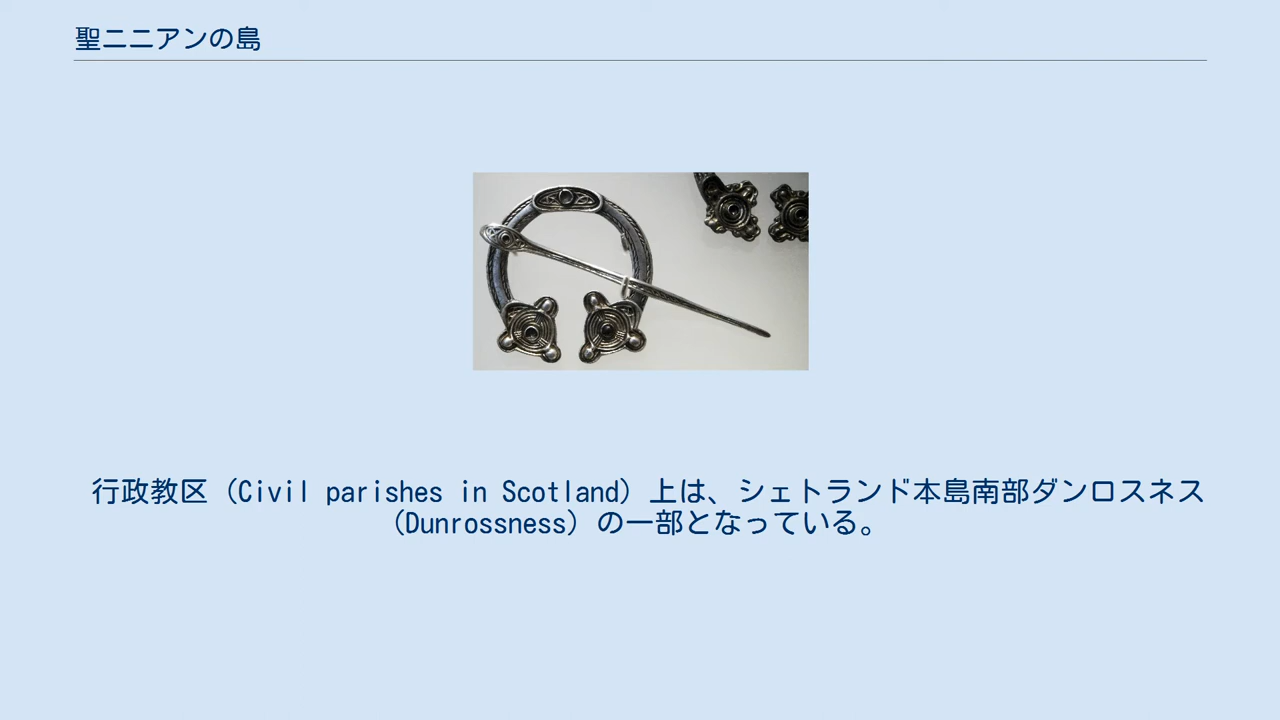 聖ニニアンの島
行政教区（Civil parishes in Scotland）上は、シェトランド本島南部ダンロスネス
（Dunrossness）の一部となっている。